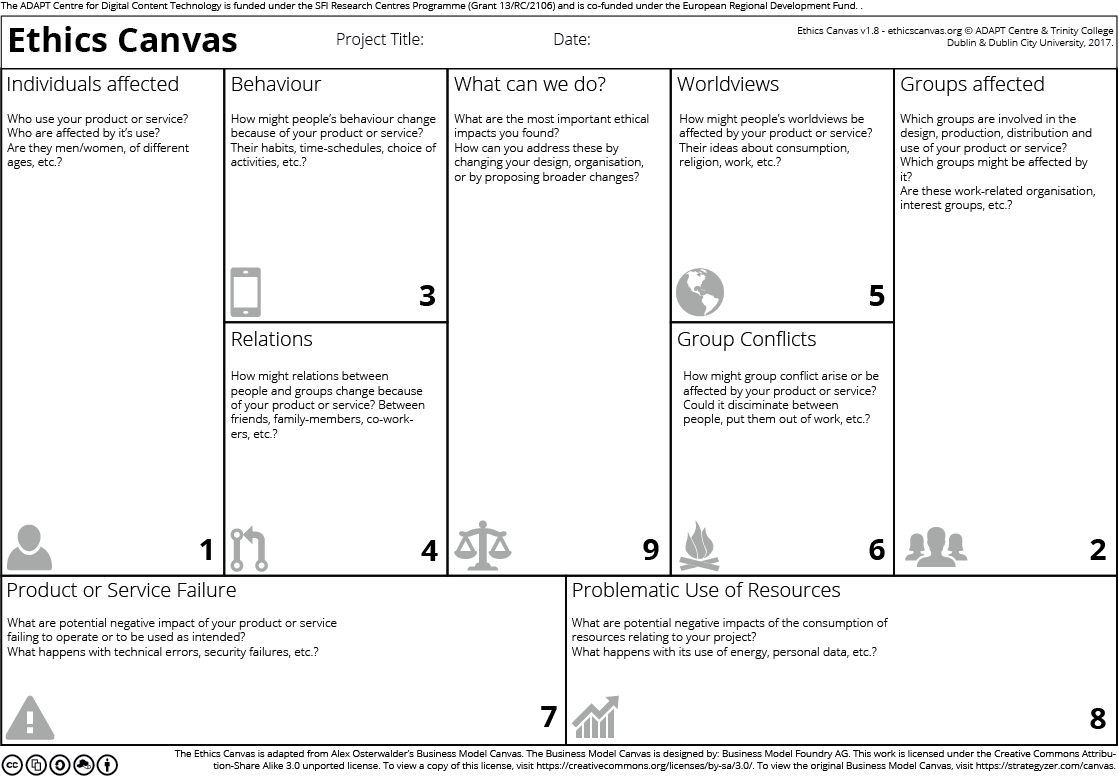 The ADAPT Centre for Digital Content Technology is funded under the SFI Research Centres Programme (Grant 13/RC/2106) and is co-funded under the European Regional Development Fund. .
Ethics Canvas
Project Title:
Date:
Ethics Canvas v1.8 - ethicscanvas.org © ADAPT Centre & Trinity College
Dublin & Dublin City University, 2017.
Individuals affected
Who use your product or service?
Who are affected by it's use?
Are they men/women, of different
ages, etc.?
1
Behaviour
How might people's behaviour change
because of your product or service?
Their habits, time-schedules, choice of
activities, etc.?
3
Relations
How might relations between
people and groups change because
of your product or service? Between
friends, family-members, co-work-
ers, etc.?
4
What can we do?
What are the most important ethical
impacts you found?
How can you address these by
changing your design, organisation,
or by proposing broader changes?
9
Worldviews
How might people's worldviews be
affected by your product or service?
Their ideas about consumption,
religion, work, etc.?
5
Group Conflicts
How might group conflict arise or be
affected by your product or service?
Could it disciminate between
people, put them out of work, etc.?
6
Groups affected
Which groups are involved in the
design, production, distribution and
use of your product or service?
Which groups might be affected by
it?
Are these work-related organisation,
interest groups, etc.?
2
Product or Service Failure
What are potential negative impact of your product or service
failing to operate or to be used as intended?
What happens with technical errors, security failures, etc.?
7
Problematic Use of Resources
What are potential negative impacts of the consumption of
resources relating to your project?
What happens with its use of energy, personal data, etc.?
8
cc
The Ethics Canvas is adapted from Alex Osterwalder's Business Model Canvas. The Business Model Canvas is designed by: Business Model Foundry AG. This work is licensed under the Creative Commons Attribu-
tion-Share Alike 3.0 unported license. To view a copy of this license, visit https://creativecommons.org/licenses/by-sa/3.0/. To view the original Business Model Canvas, visit https://strategyzer.com/canvas.